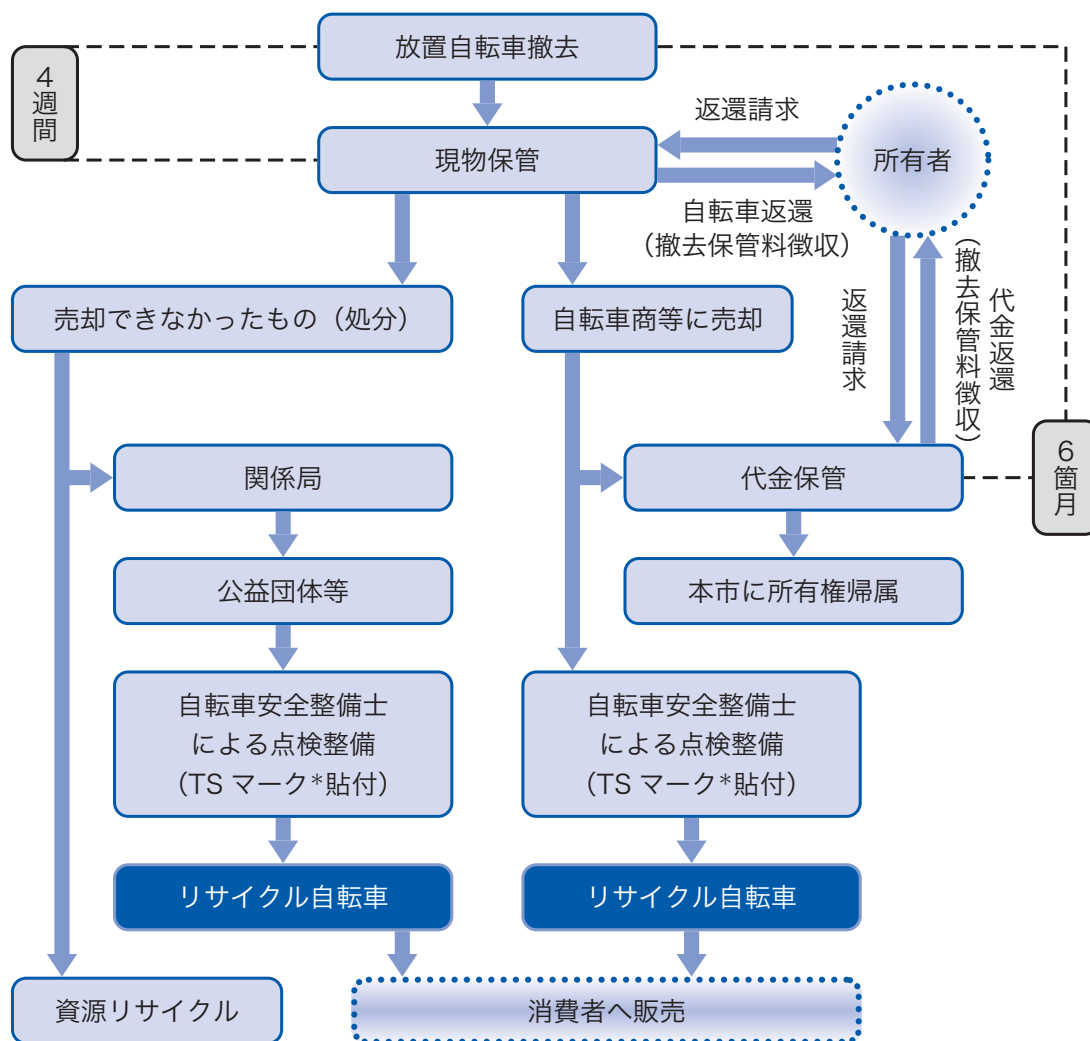 放置自転車撤去
4週間
返還請求
現物保管
所有者
自転車返還
（撤去保管料徴収）
売却できなかったもの（処分）
自転車商等に売却
返還請求
代金返還
（撤去保管料徴収）
6箇月
関係局
代金保管
公益団体等
本市に所有権帰属
自転車安全整備士
による点検整備
（TS マーク*貼付）
自転車安全整備士
による点検整備
（TS マーク*貼付）
リサイクル自転車
リサイクル自転車
資源リサイクル
消費者へ販売